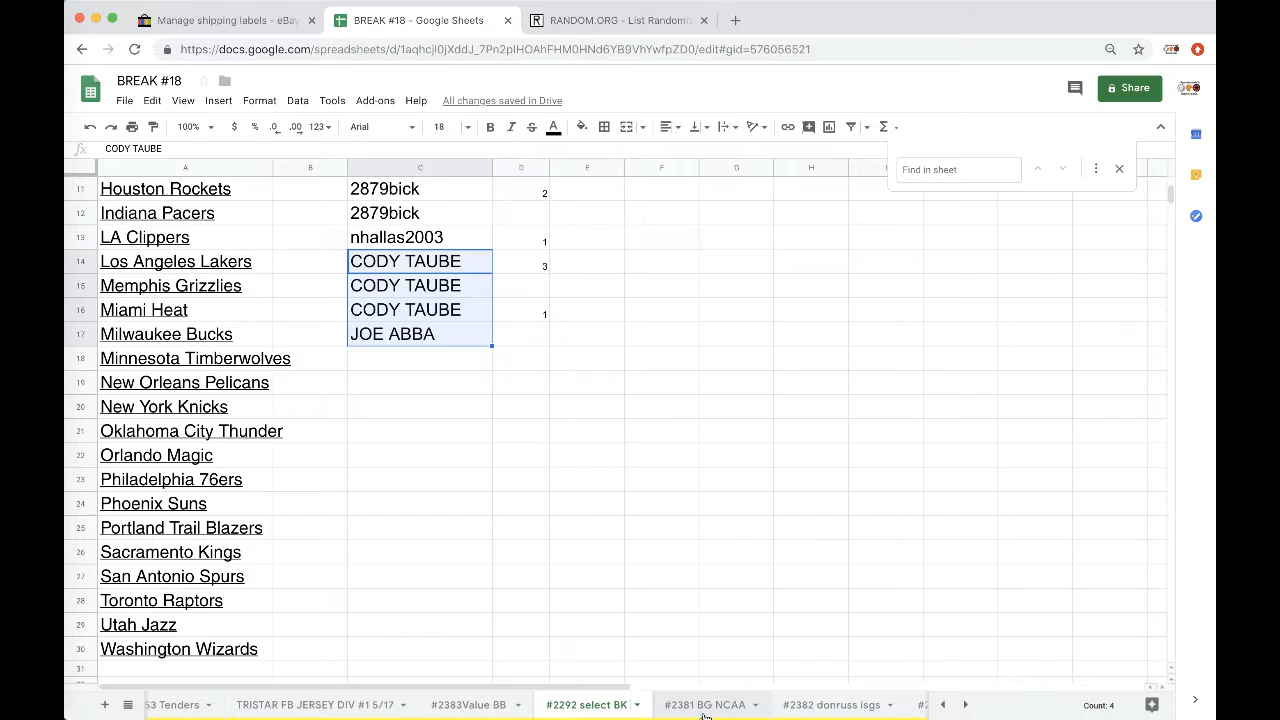 Manage shipping labels - eBay
BREAK #18 - Google Sheets
RANDOM.ORG - List Randomi
https://docs.google.com/spreadsheets/d/1aqhcjl0jXddJ_7Pn2pIHOAhFHM0HNd6YB9VhYwfpZD0/edit#gid=576056521
BREAK #18
File Edit View Insert Format Data Tools Add-ons Help All changes saved in Drive
Share
100% $ % .0 .00 123 Arial 18 B I S A Σ
fx CODY TAUBE
Find in sheet
A B C D E F G H
11 Houston Rockets 2879bick 2
12 Indiana Pacers 2879bick
13 LA Clippers nhallas2003 1
14 Los Angeles Lakers CODY TAUBE 3
15 Memphis Grizzlies CODY TAUBE
16 Miami Heat CODY TAUBE 1
17 Milwaukee Bucks JOE ABBA
18 Minnesota Timberwolves
19 New Orleans Pelicans
20 New York Knicks
21 Oklahoma City Thunder
22 Orlando Magic
23 Philadelphia 76ers
24 Phoenix Suns
25 Portland Trail Blazers
26 Sacramento Kings
27 San Antonio Spurs
28 Toronto Raptors
29 Utah Jazz
30 Washington Wizards
31
53 Tenders TRISTAR FB JERSEY DIV #1 5/17 alue BB #2292 select BK #2381 BG NCAA #2382 donruss isgs Count: 4